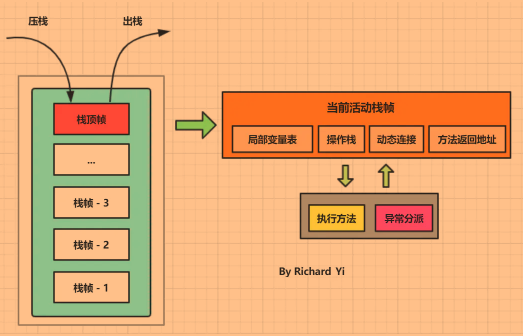 压栈
出栈
栈顶帧
...
栈帧 - 3
栈帧 - 2
栈帧 - 1
当前活动栈帧
局部变量表
操作栈
动态连接
方法返回地址
执行方法
异常分派
By Richard Yi